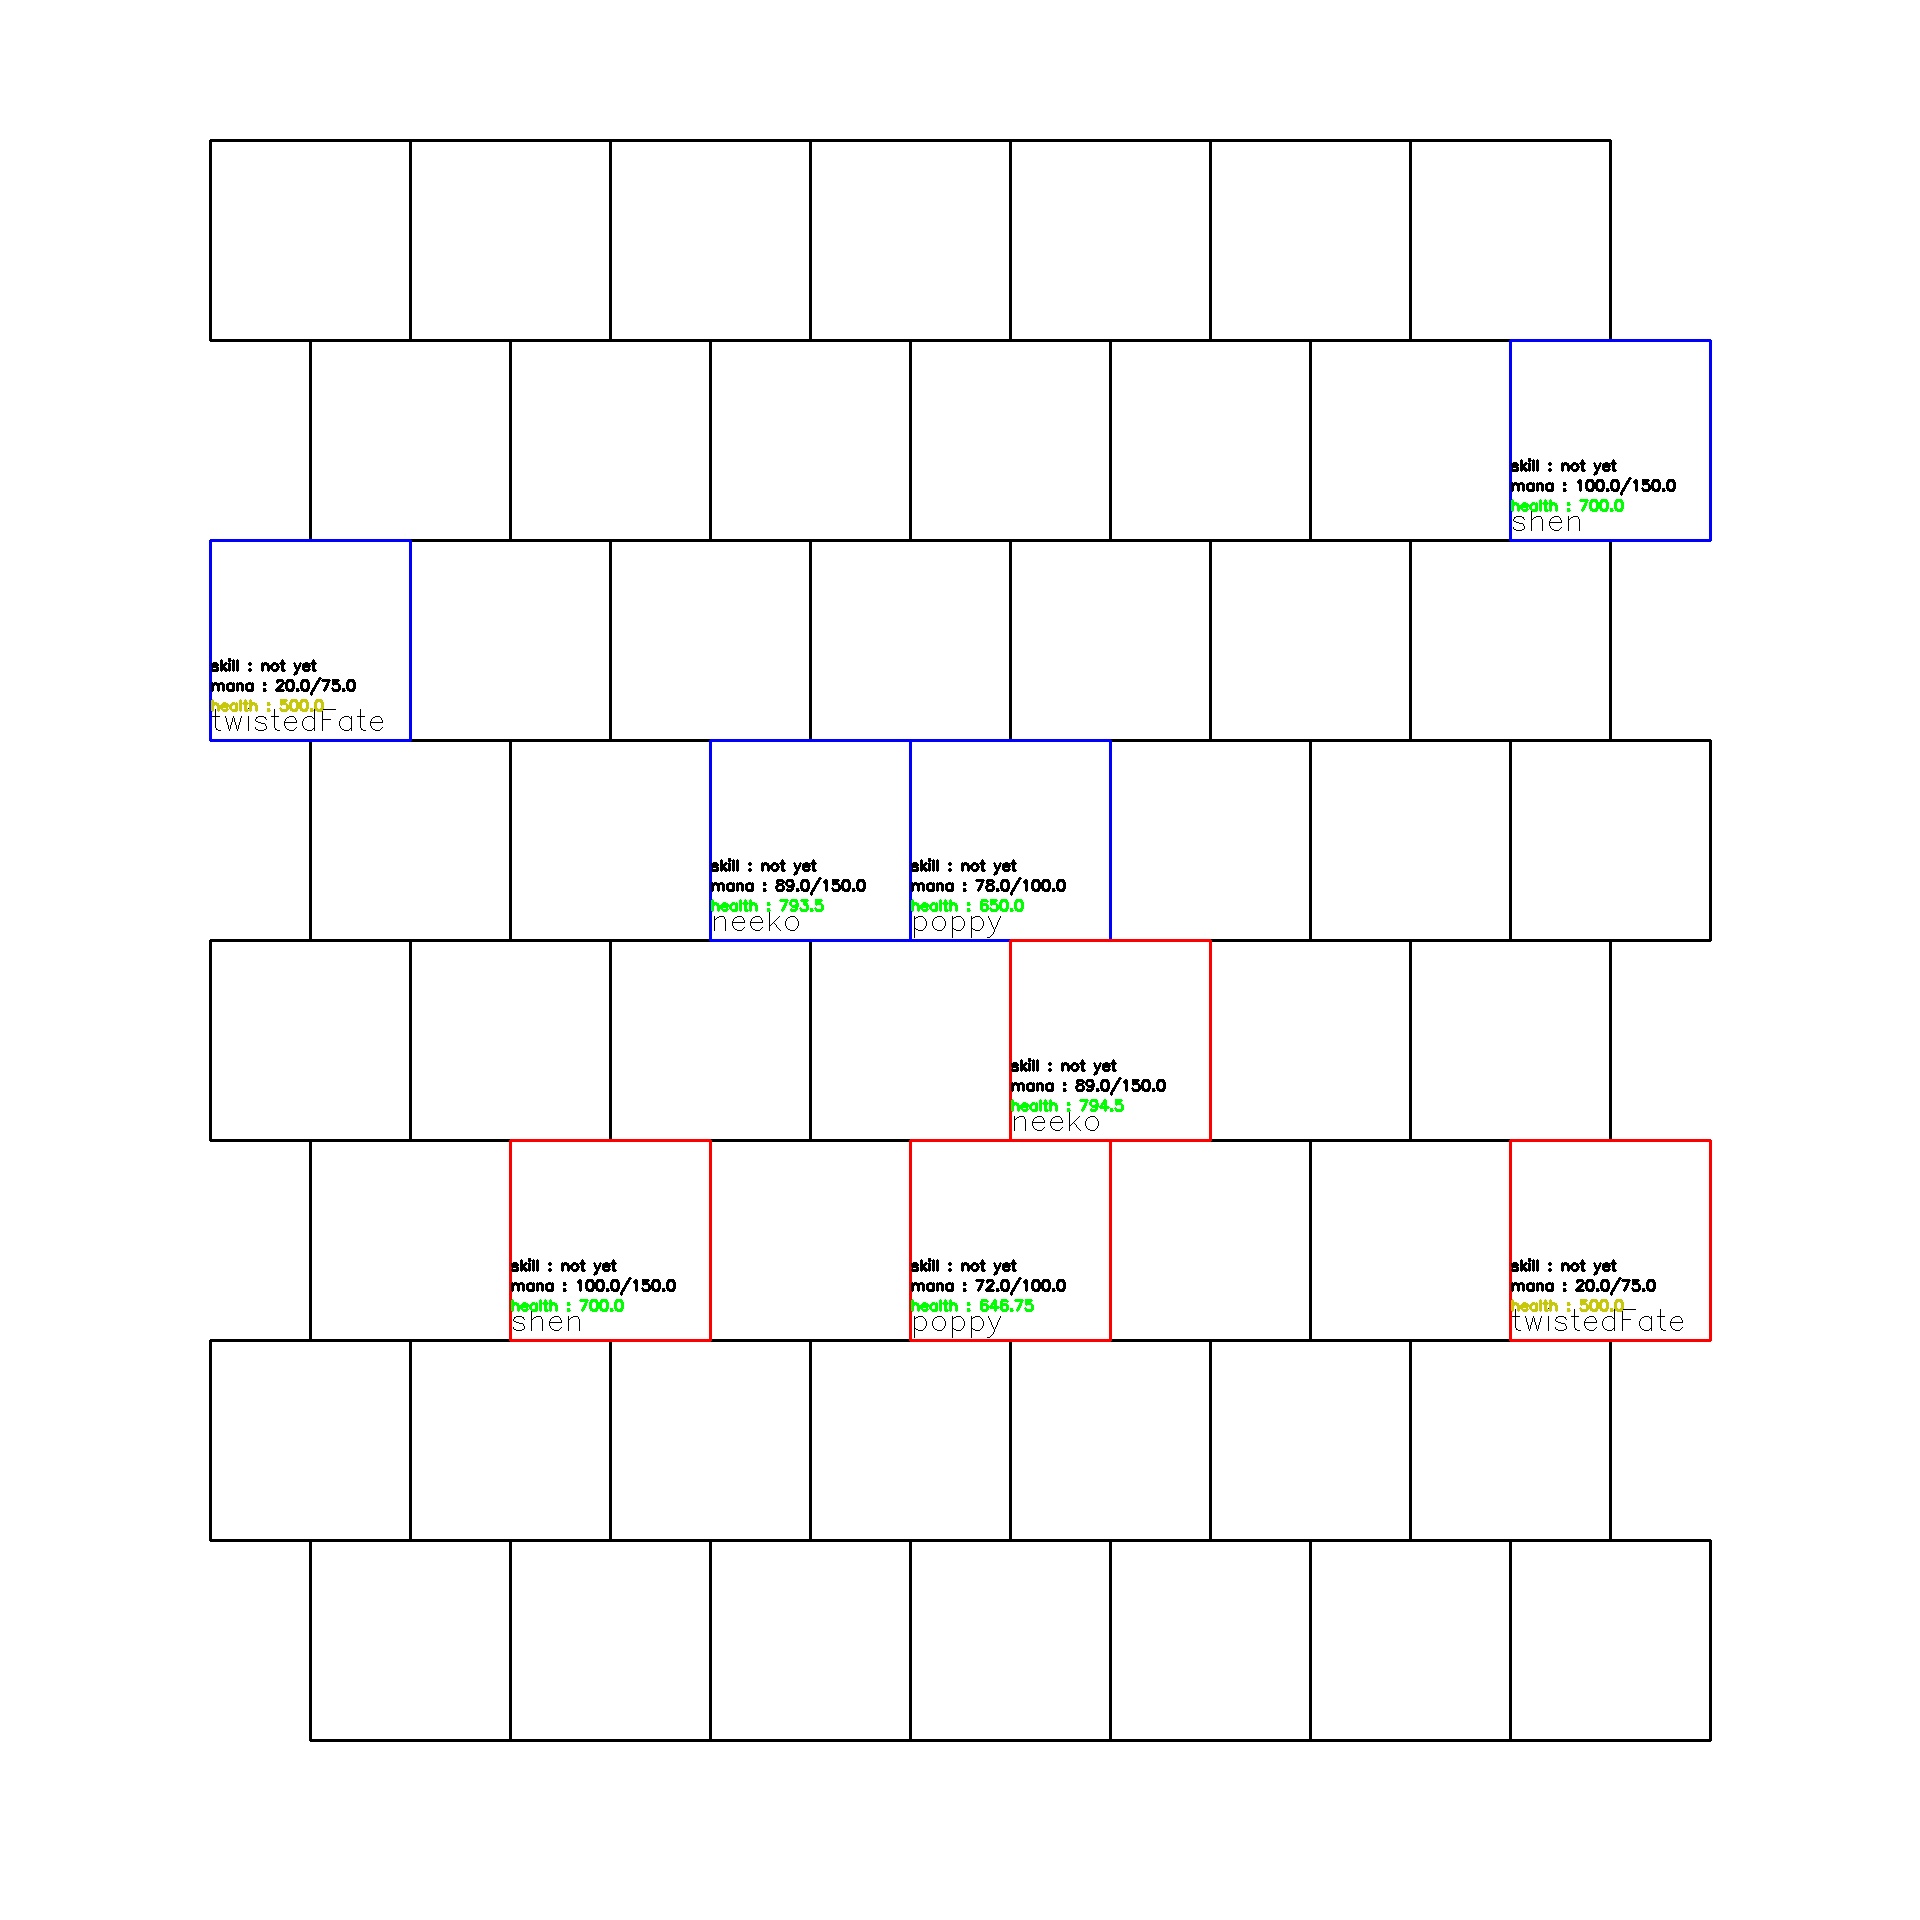 skill : not yet
mana : 100.0/150.0
health : 700.0
shen
skill : not yet
mana : 20.0/75.0
health : 500.0
twistedFate
skill : not yet
mana : 89.0/150.0
health : 793.5
neeko
skill : not yet
mana : 78.0/100.0
health : 650.0
poppy
skill : not yet
mana : 89.0/150.0
health : 794.5
neeko
skill : not yet
mana : 100.0/150.0
health : 700.0
shen
skill : not yet
mana : 72.0/100.0
health : 646.75
poppy
skill : not yet
mana : 20.0/75.0
health : 500.0
twistedFate